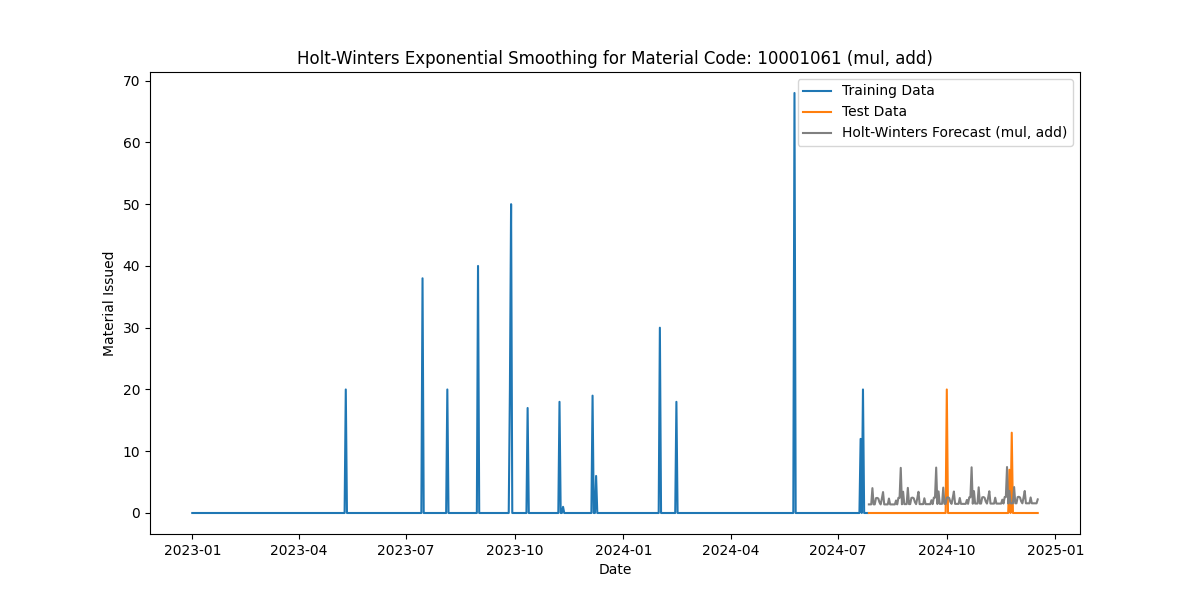 Holt-Winters Exponential Smoothing for Material Code: 10001061 (mul, add)
Training Data
Test Data
Holt-Winters Forecast (mul, add)
Material Issued
70
60
50
40
30
20
10
0
2023-01
2023-04
2023-07
2023-10
2024-01
2024-04
2024-07
2024-10
2025-01
Date